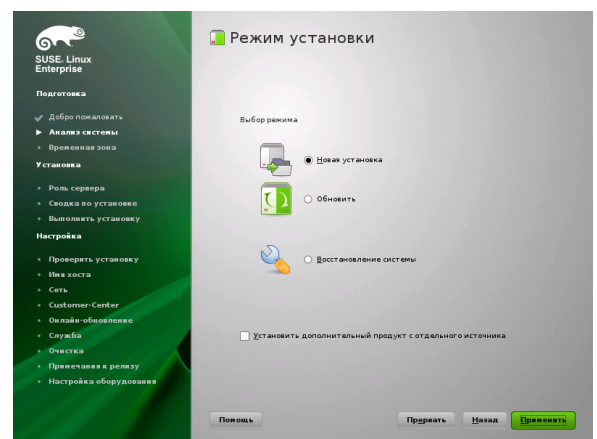 SUSE. Linux
Enterprise
Подготовка
Добро пожаловать
Анализ системы
Временная зона
Установка
Роль сервера
Сводка по установке
Выполнить установку
Настройка
Проверить установку
Имя хоста
Сеть
Customer-Center
Онлайн-обновление
Служба
Очистка
Примечания к релизу
Настройка оборудования
Режим установки
Выбор режима
Новая установка
Обновить
Восстановление системы
Установить дополнительный продукт с отдельного источника
Помощь
Прервать
Назад
Применить